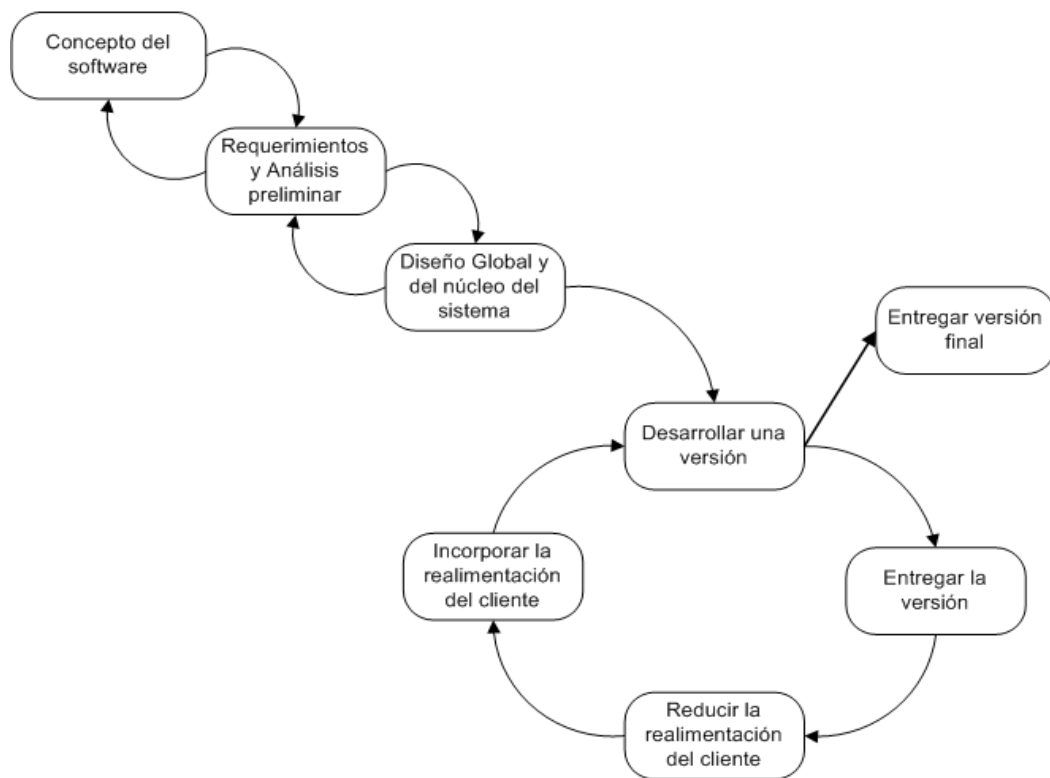 Concepto del
software
Requerimientos
y Análisis
preliminar
Diseño Global y
del núcleo del
sistema
Entregar versión
final
Desarrollar una
versión
Incorporar la
realimentación
del cliente
Entregar la
versión
Reducir la
realimentación
del cliente